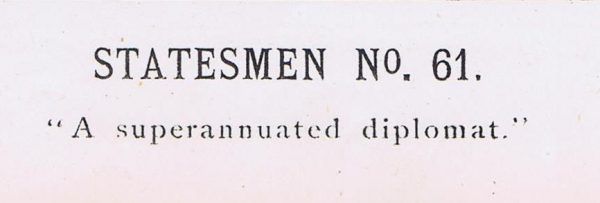 STATESMEN No. 61.
"A superannuated diplomat."